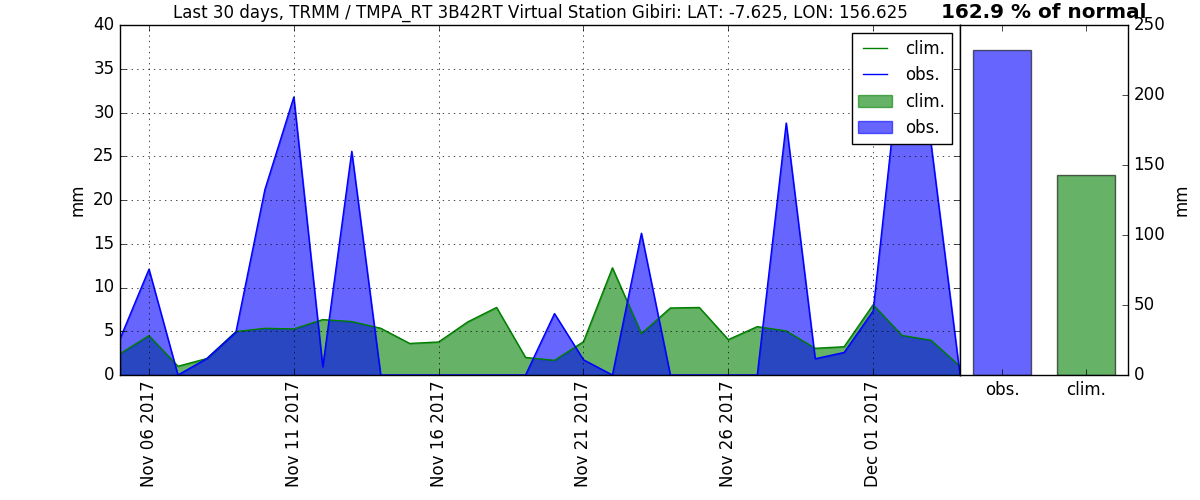 Last 30 days, TRMM / TMPA_RT 3B42RT Virtual Station Gibiri: LAT: -7.625, LON: 156.625
162.9 % of normal
40
35
30
25
20
15
10
5
0
mm
clim.
obs.
clim.
obs.
250
200
150
100
50
0
mm
obs.
clim.
Nov 06 2017
Nov 11 2017
Nov 16 2017
Nov 21 2017
Nov 26 2017
Dec 01 2017